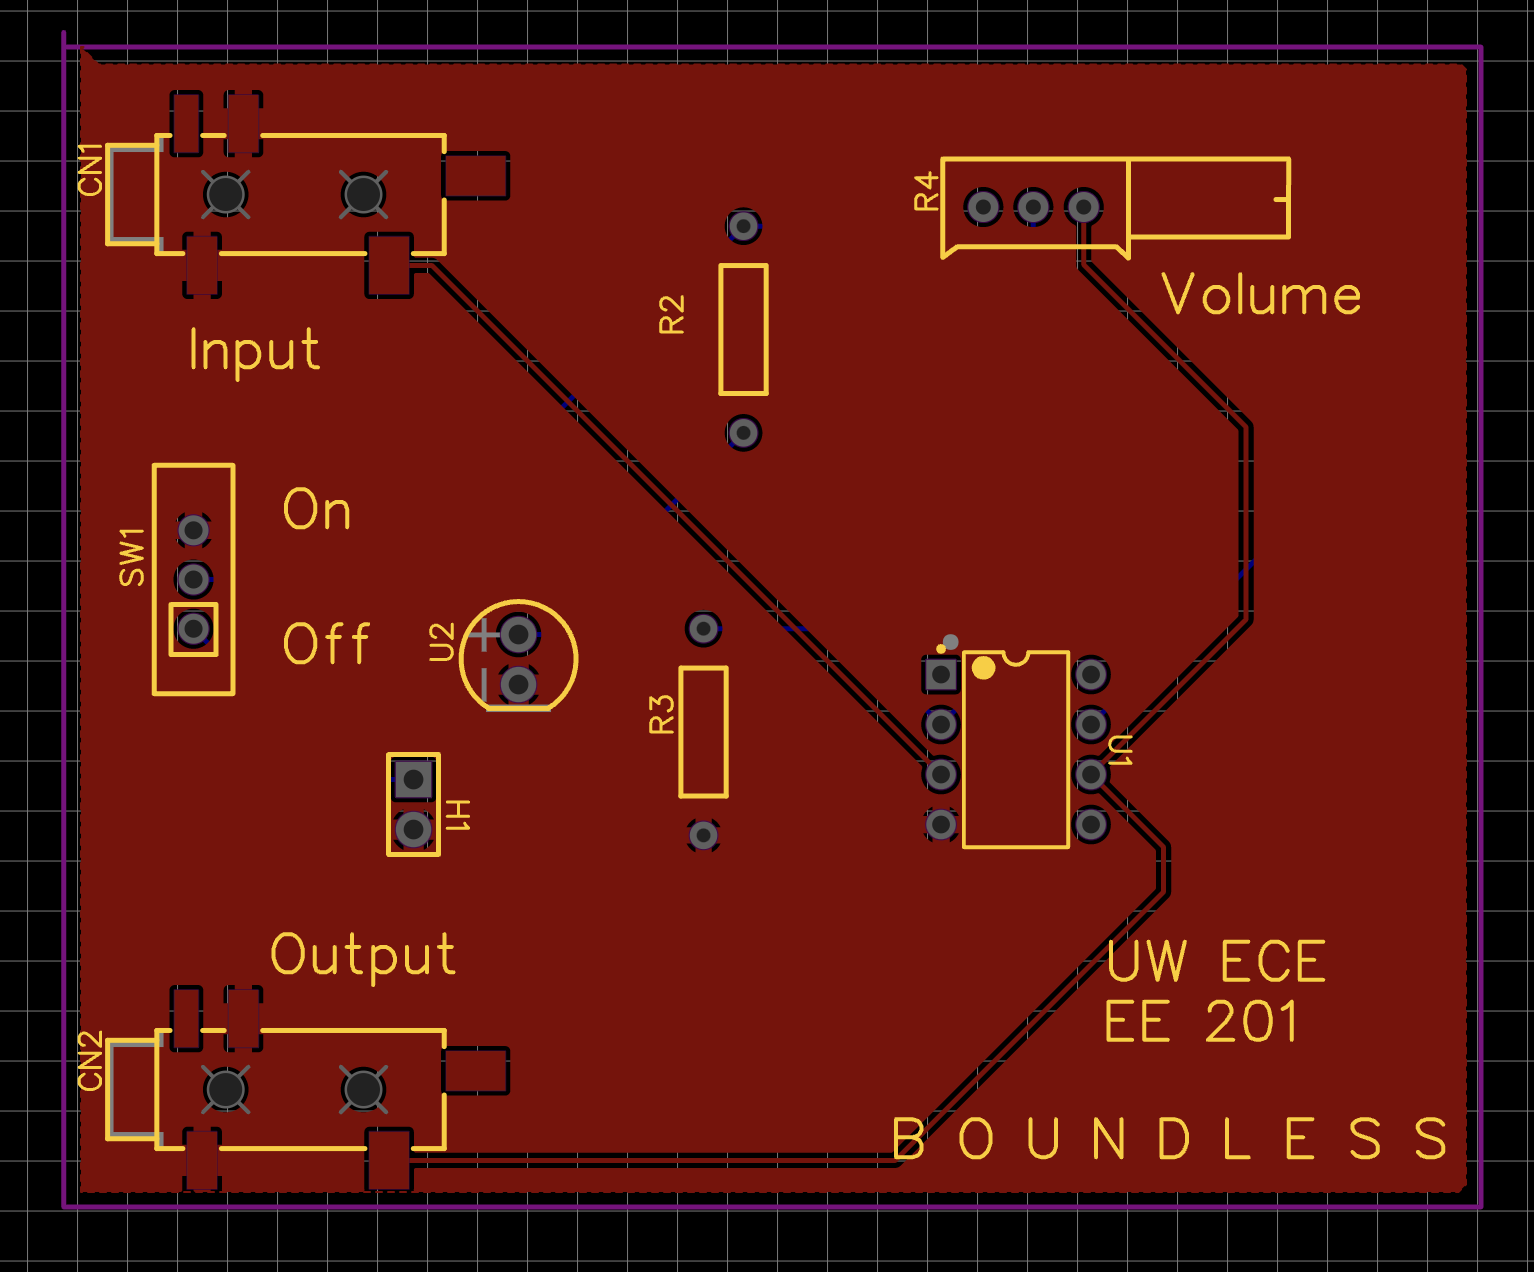 CN1
R4
Volume
R2
Input
On
SW1
Off
U2
R3
U1
H1
Output
UW ECE
EE 201
CN2
BOUNDLESS